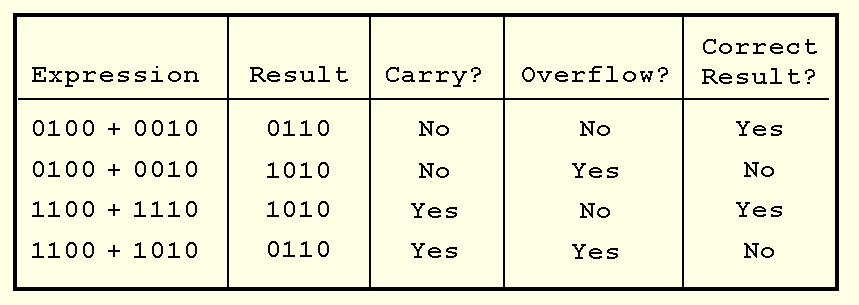 Correct
Expression Result Carry? Overflow? Result?
0100 + 0010 0110 No No Yes
0100 + 0010 1010 No Yes No
1100 + 1110 1010 Yes No Yes
1100 + 1010 0110 Yes Yes No